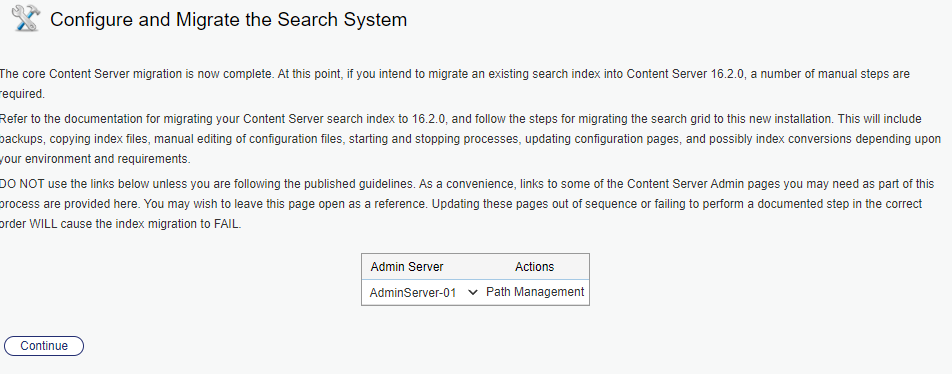 Configure and Migrate the Search System
The core Content Server migration is now complete. At this point, if you intend to migrate an existing search index into Content Server 16.2.0, a number of manual steps are
required.
Refer to the documentation for migrating your Content Server search index to 16.2.0, and follow the steps for migrating the search grid to this new installation. This will include
backups, copying index files, manual editing of configuration files, starting and stopping processes, updating configuration pages, and possibly index conversions depending upon
your environment and requirements.
DO NOT use the links below unless you are following the published guidelines. As a convenience, links to some of the Content Server Admin pages you may need as part of this
process are provided here. You may wish to leave this page open as a reference. Updating these pages out of sequence or failing to perform a documented step in the correct
order WILL cause the index migration to FAIL.
Admin Server Actions
AdminServer-01 Path Management
Continue